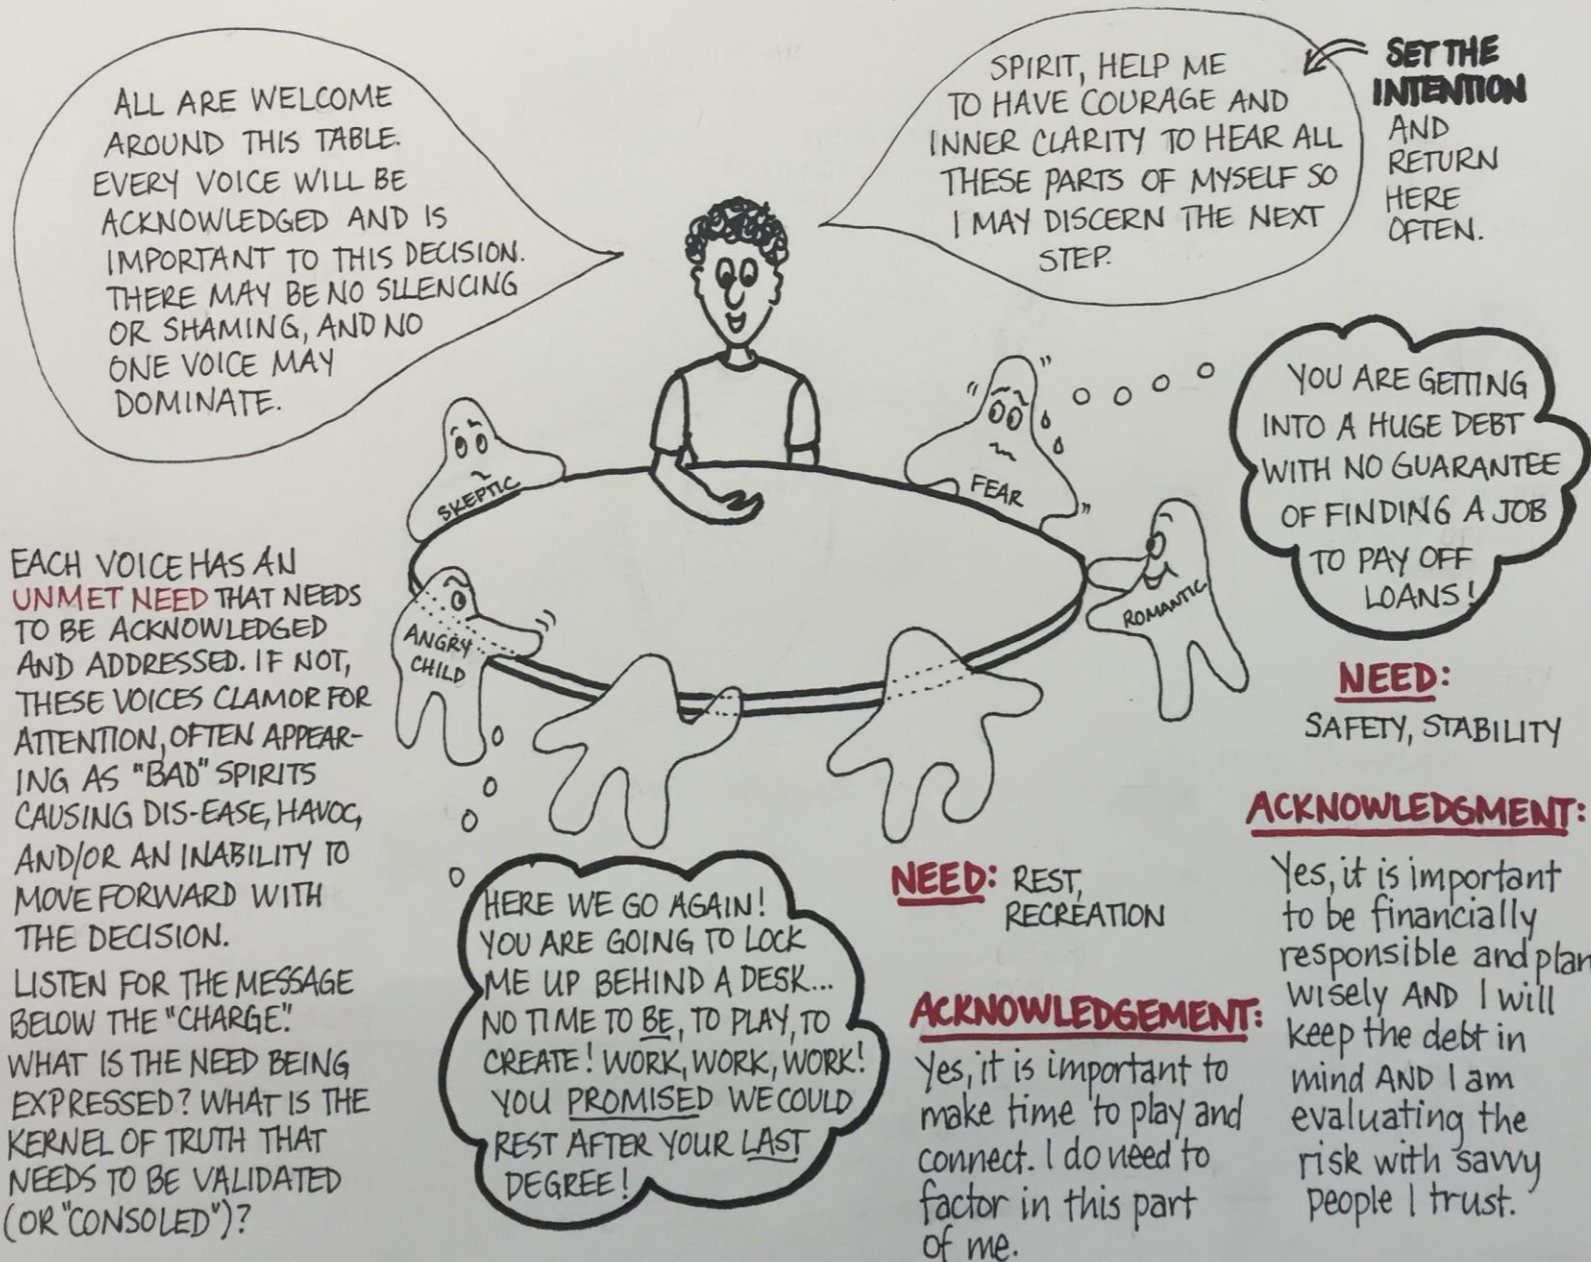 ALL ARE WELCOME
AROUND THIS TABLE.
EVERY VOICE WILL BE
ACKNOWLEDGED AND IS
IMPORTANT TO THIS DECISION.
THERE MAY BE NO SILENCING
OR SHAMING, AND NO
ONE VOICE MAY
DOMINATE.
SPIRIT, HELP ME
TO HAVE COURAGE AND
INNER CLARITY TO HEAR ALL
THESE PARTS OF MYSELF SO
I MAY DISCERN THE NEXT
STEP.
SET THE
INTENTION
AND
RETURN
HERE
OFTEN.
SKEPTIC
FEAR
ROMANTIC
ANGRY
CHILD
YOU ARE GETTING
INTO A HUGE DEBT
WITH NO GUARANTEE
OF FINDING A JOB
TO PAY OFF
LOANS!
NEED:
SAFETY, STABILITY
ACKNOWLEDGMENT:
Yes, it is important
to be financially
responsible and plan
wisely AND I will
keep the debt in
mind AND I am
evaluating the
risk with savvy
people I trust.
EACH VOICE HAS AN
UNMET NEED THAT NEEDS
TO BE ACKNOWLEDGED
AND ADDRESSED. IF NOT,
THESE VOICES CLAMOR FOR
ATTENTION, OFTEN APPEAR-
ING AS "BAD" SPIRITS
CAUSING DIS-EASE, HAVOC,
AND/OR AN INABILITY TO
MOVE FORWARD WITH
THE DECISION.
LISTEN FOR THE MESSAGE
BELOW THE "CHARGE".
WHAT IS THE NEED BEING
EXPRESSED? WHAT IS THE
KERNEL OF TRUTH THAT
NEEDS TO BE VALIDATED
(OR "CONSOLED")?
HERE WE GO AGAIN!
YOU ARE GOING TO LOCK
ME UP BEHIND A DESK...
NO TIME TO BE, TO PLAY, TO
CREATE! WORK, WORK, WORK!
YOU PROMISED WE COULD
REST AFTER YOUR LAST
DEGREE!
NEED: REST,
RECREATION
ACKNOWLEDGEMENT:
Yes, it is important to
make time to play and
connect. I do need to
factor in this part
of me.